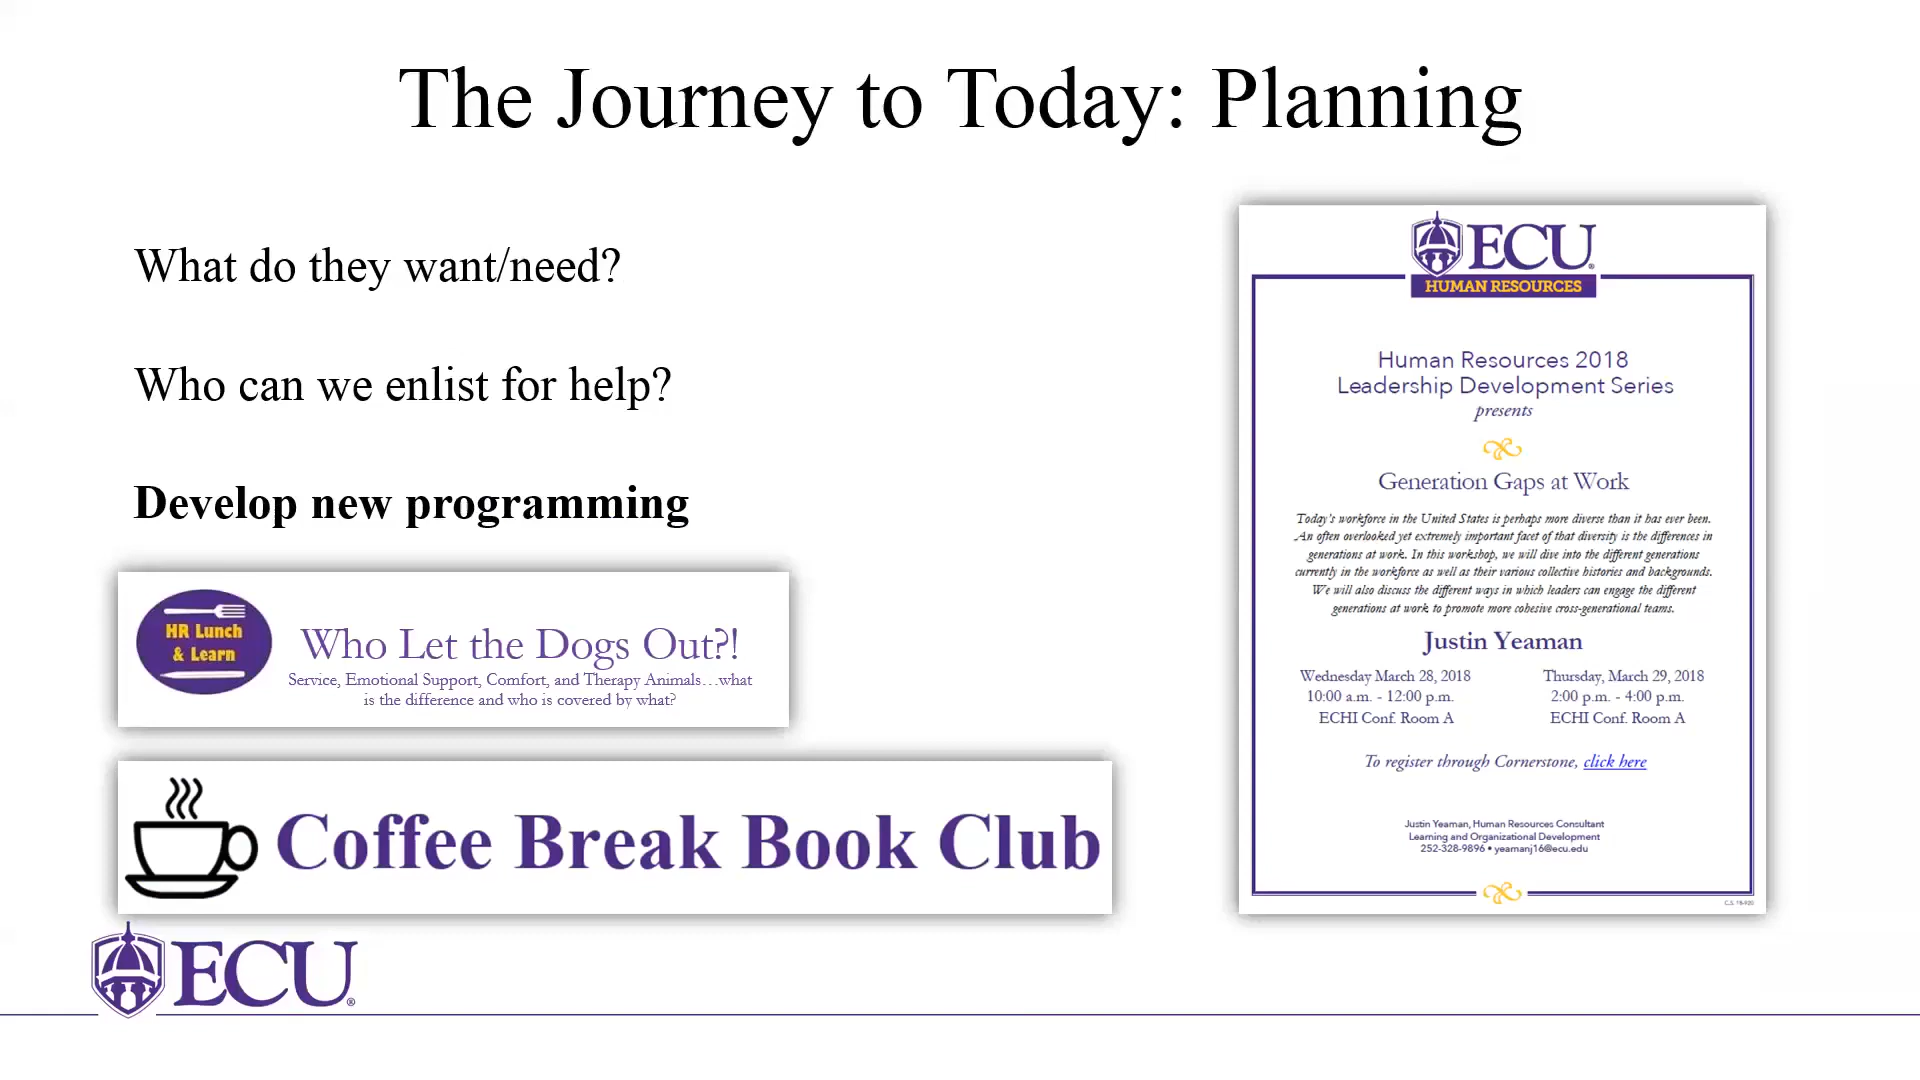 The Journey to Today: Planning
What do they want/need?
Who can we enlist for help?
Develop new programming
HR Lunch
& Learn
Who Let the Dogs Out?!
Service, Emotional Support, Comfort, and Therapy Animals…what
is the difference and who is covered by what?
Coffee Break Book Club
ECU®
ECU®
HUMAN RESOURCES
Human Resources 2018
Leadership Development Series
presents
Generation Gaps at Work
Today's workforce in the United States is perhaps more diverse than it has ever been.
An often overlooked yet extremely important facet of that diversity is the differences in
generations at work. In this workshop, we will dive into the different generations
currently in the workforce as well as their various collective histories and backgrounds.
We will also discuss the different ways in which leaders can engage the different
generations at work to promote more cohesive cross-generational teams.
Justin Yeaman
Wednesday March 28, 2018
10:00 a.m. - 12:00 p.m.
ECHI Conf. Room A
Thursday, March 29, 2018
2:00 p.m. - 4:00 p.m.
ECHI Conf. Room A
To register through Cornerstone, click here
Justin Yeaman, Human Resources Consultant
Learning and Organizational Development
252-328-9896 • yeamanj16@ecu.edu